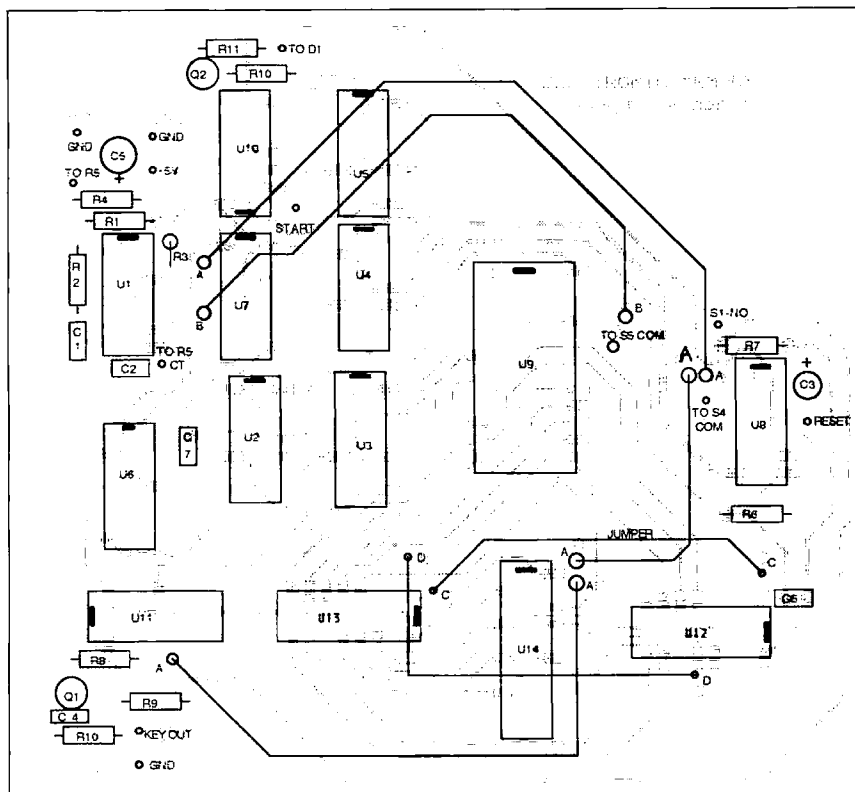 R11
TO D1
Q2
R10
GND
C5
GND
TO R5
-5V
U10
U5
R4
R1
START
R3
R2
U1
A
U7
U4
B
C1
TO R5
CT
C2
U9
B
TO S5 COM
S1-NO
R7
A
A
TO S4
COM
C3
U8
RESET
U2
U3
C7
U6
R6
JUMPER
D
A
C
C
A
U11
U13
U14
U12
R8
A
D
Q1
C4
R9
R10
KEY OUT
GND